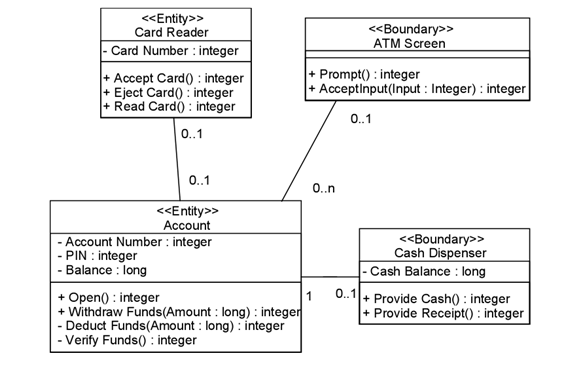 <<Entity>>
Card Reader
- Card Number : integer
+ Accept Card() : integer
+ Eject Card() : integer
+ Read Card() : integer
<<Boundary>>
ATM Screen
+ Prompt() : integer
+ AcceptInput(Input : Integer) : integer
0..1
0..1
0..1
0..n
<<Entity>>
Account
- Account Number : integer
- PIN : integer
- Balance : long
+ Open() : integer
+ Withdraw Funds(Amount : long) : integer
- Deduct Funds(Amount : long) : integer
- Verify Funds() : integer
1
0..1
<<Boundary>>
Cash Dispenser
- Cash Balance : long
+ Provide Cash() : integer
+ Provide Receipt() : integer